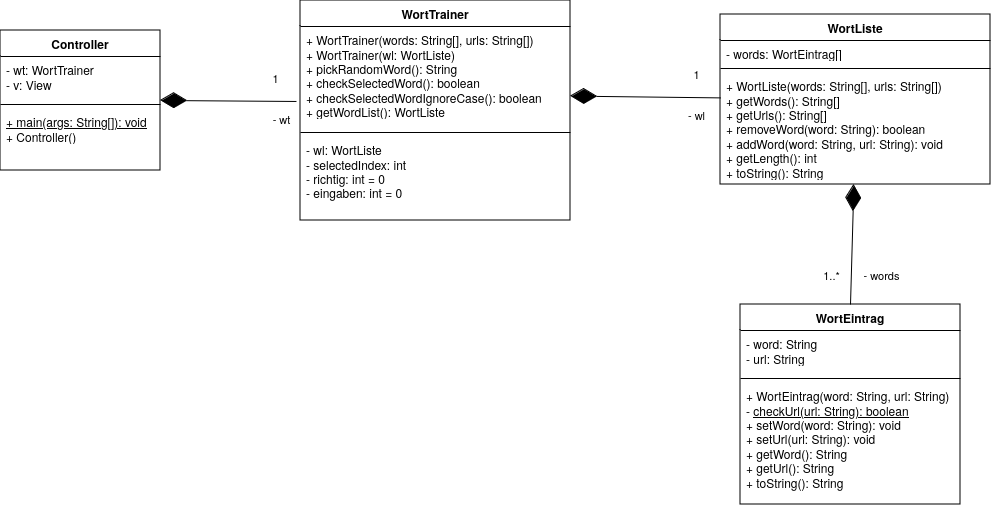 Controller
- wt: WortTrainer
- v: View
+ main(args: String[]): void
+ Controller()
1
- wt
WortTrainer
+ WortTrainer(words: String[], urls: String[])
+ WortTrainer(wl: WortListe)
+ pickRandomWord(): String
+ checkSelectedWord(): boolean
+ checkSelectedWordIgnoreCase(): boolean
+ getWordList(): WortListe
- wl: WortListe
- selectedIndex: int
- richtig: int = 0
- eingaben: int = 0
1
- wl
WortListe
- words: WortEintrag[]
+ WortListe(words: String[], urls: String[])
+ getWords(): String[]
+ getUrls(): String[]
+ removeWord(word: String): boolean
+ addWord(word: String, url: String): void
+ getLength(): int
+ toString(): String
1..*
- words
WortEintrag
- word: String
- url: String
+ WortEintrag(word: String, url: String)
- checkUrl(url: String): boolean
+ setWord(word: String): void
+ setUrl(url: String): void
+ getWord(): String
+ getUrl(): String
+ toString(): String